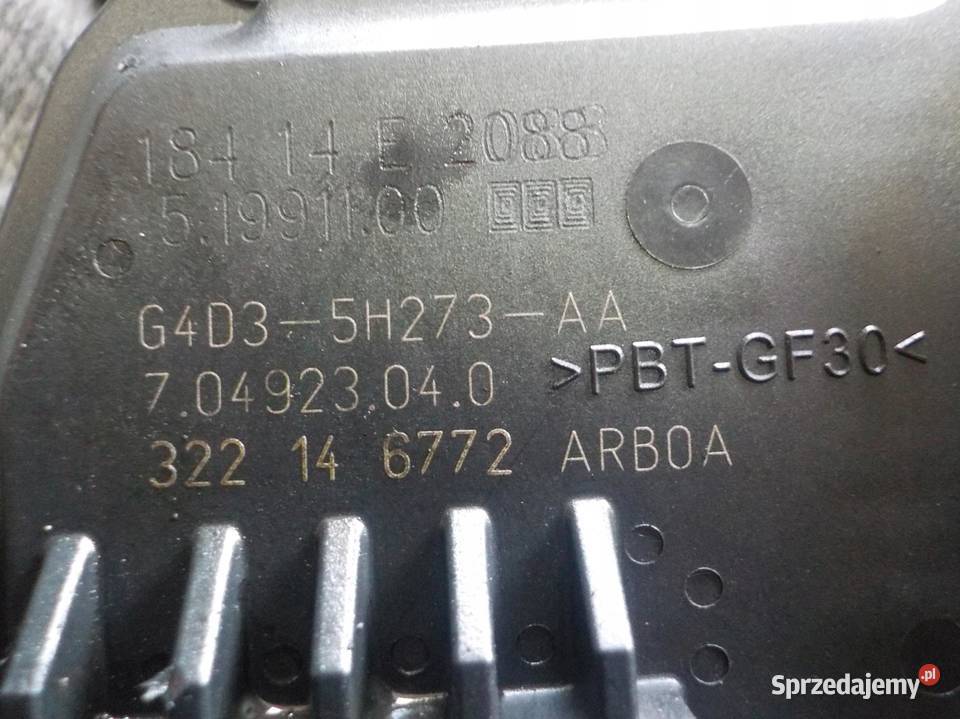 184 14 E 2088
5.19911.00
G4D3-5H273-AA
7.04923.04.0 >PBT-GF30<
322 14 6772 ARB0A
Sprzedajemy.pl